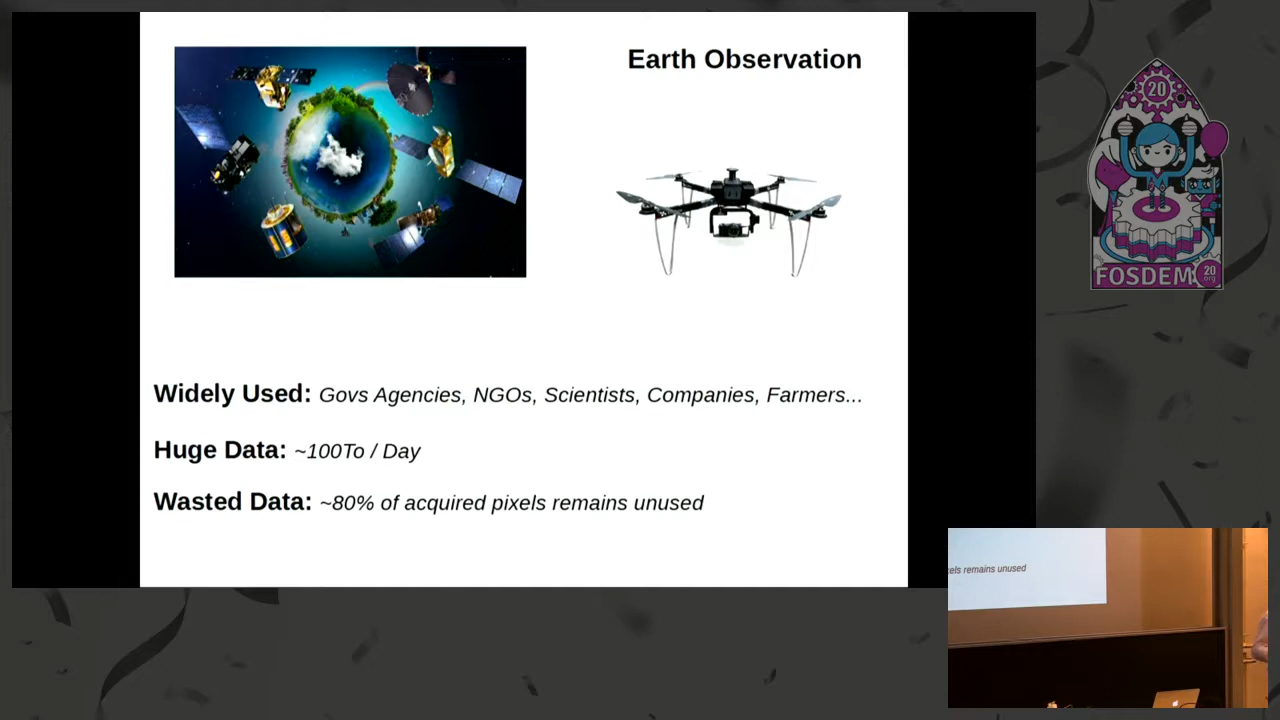 Earth Observation
Widely Used: Govs Agencies, NGOs, Scientists, Companies, Farmers...
Huge Data: ~100To / Day
Wasted Data: ~80% of acquired pixels remains unused
20
FOSDEM
20
org
remains unused